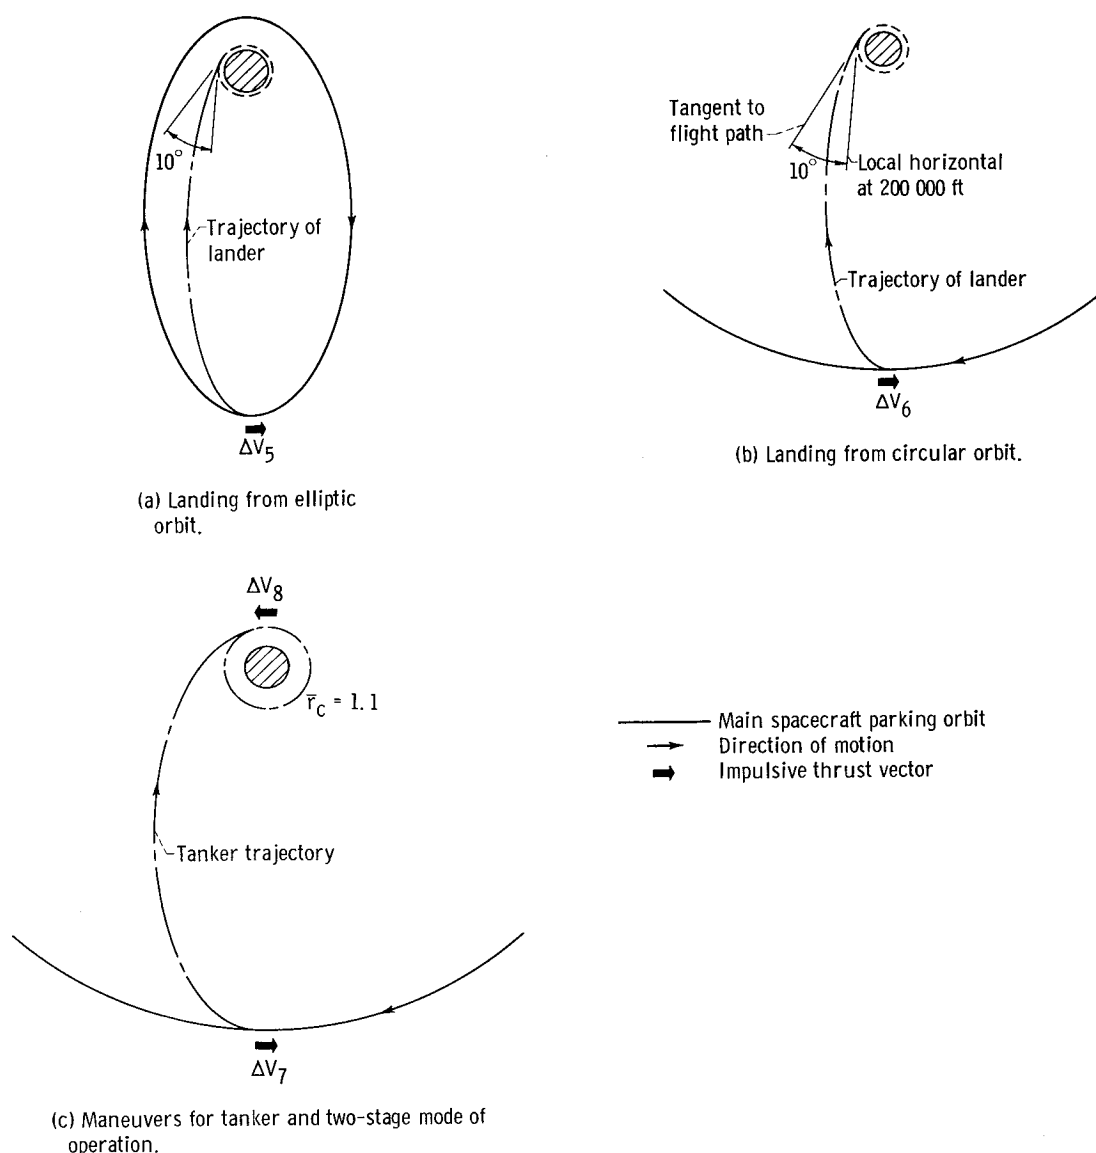 10°
Trajectory of
lander
ΔV5
(a) Landing from elliptic
orbit.
Tangent to
flight path
10°
Local horizontal
at 200 000 ft
Trajectory of lander
ΔV6
(b) Landing from circular orbit.
ΔV8
r̅c = 1.1
Tanker trajectory
ΔV7
(c) Maneuvers for tanker and two-stage mode of
operation.
Main spacecraft parking orbit
Direction of motion
Impulsive thrust vector